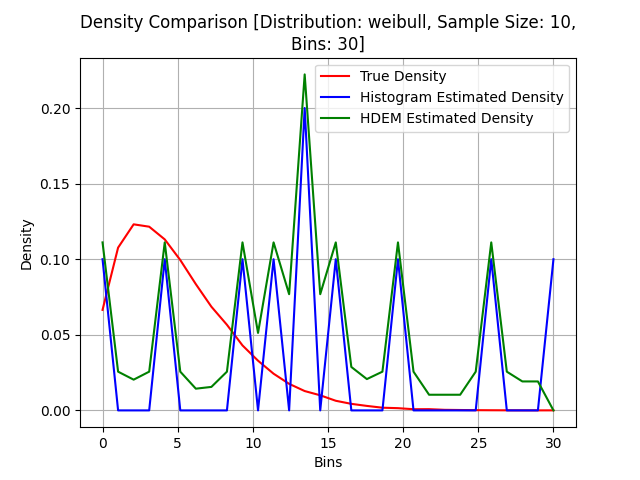 Density Comparison [Distribution: weibull, Sample Size: 10,
Bins: 30]
True Density
Histogram Estimated Density
HDEM Estimated Density
Density
0.20
0.15
0.10
0.05
0.00
0 5 10 15 20 25 30
Bins